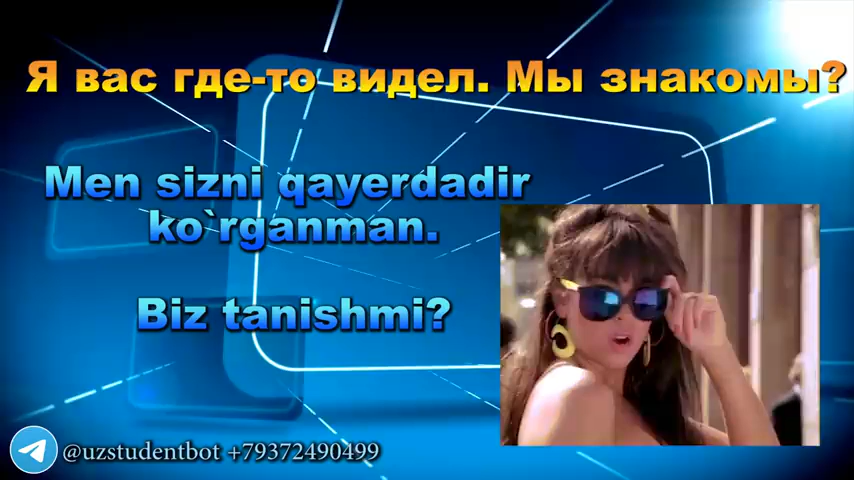 Я вас где-то видел. Мы знакомы?
Men sizni qayerdadir
ko`rganman.
Biz tanishmi?
@uzstudentbot +79372490499